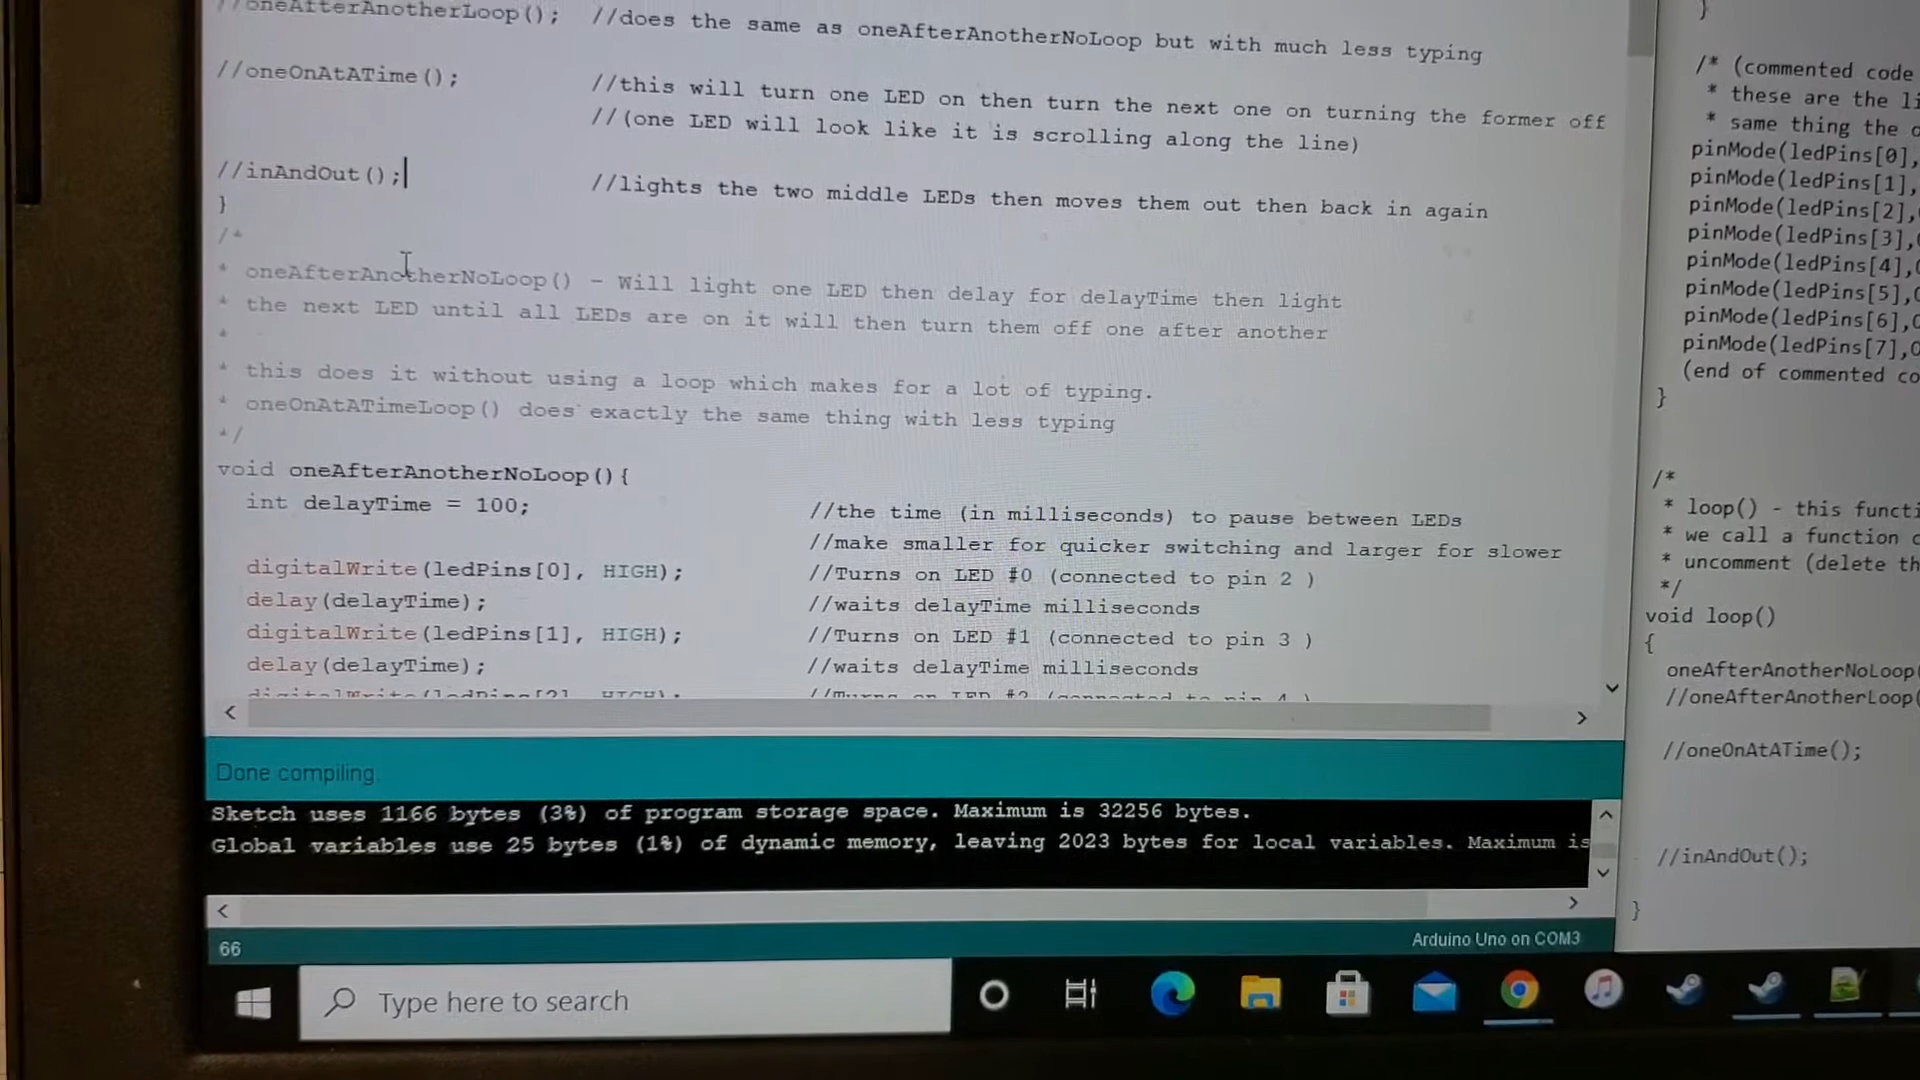 //oneAfterAnotherLoop(); //does the same as oneAfterAnotherNoLoop but with much less typing
//oneOnAtATime(); //this will turn one LED on then turn the next one on turning the former off
//(one LED will look like it is scrolling along the line)
//inAndOut(); //lights the two middle LEDs then moves them out then back in again
}
/*
* oneAfterAnotherNoLoop() - Will light one LED then delay for delayTime then light
* the next LED until all LEDs are on it will then turn them off one after another
*
* this does it without using a loop which makes for a lot of typing.
* oneOnAtATimeLoop() does exactly the same thing with less typing
*/
void oneAfterAnotherNoLoop(){
int delayTime = 100; //the time (in milliseconds) to pause between LEDs
//make smaller for quicker switching and larger for slower
digitalWrite(ledPins[0], HIGH); //Turns on LED #0 (connected to pin 2 )
delay(delayTime); //waits delayTime milliseconds
digitalWrite(ledPins[1], HIGH); //Turns on LED #1 (connected to pin 3 )
delay(delayTime); //waits delayTime milliseconds
digitalWrite(ledPins[2], HIGH); //Turns on LED #2 (connected to pin 4 )
Done compiling.
Sketch uses 1166 bytes (3%) of program storage space. Maximum is 32256 bytes.
Global variables use 25 bytes (1%) of dynamic memory, leaving 2023 bytes for local variables. Maximum is
66
Arduino Uno on COM3
Type here to search
}
/* (commented code
* these are the li
* same thing the
pinMode(ledPins[0],
pinMode(ledPins[1],
pinMode(ledPins[2],
pinMode(ledPins[3],
pinMode(ledPins[4],
pinMode(ledPins[5],
pinMode(ledPins[6],
pinMode(ledPins[7],
(end of commented co
}
/*
* loop() - this functi
* we call a function
* uncomment (delete th
*/
void loop()
{
oneAfterAnotherNoLoop(
//oneAfterAnotherLoop(
//oneOnAtATime();
//inAndOut();
}